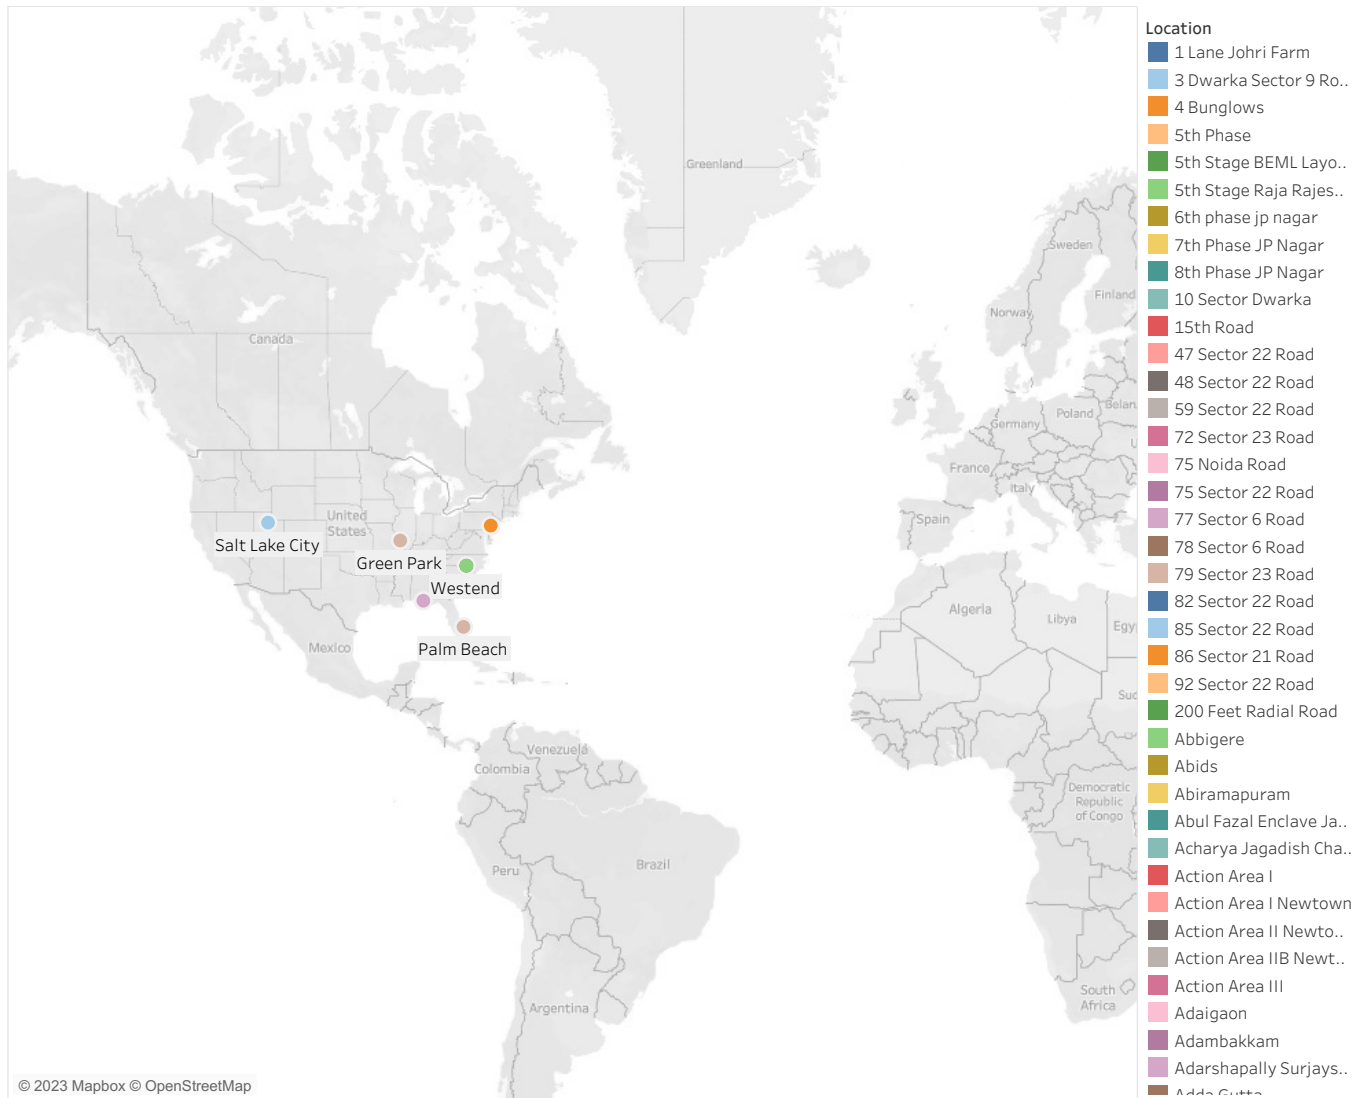 Greenland
Sweden
Finland
Norway
Canada
Poland
Belan
Germany
France
Italy
United
States
Spain
Salt Lake City
Green Park
Westend
Algeria
Libya
Egy
Mexico
Palm Beach
Suc
Venezuela
Colombia
Democratic
Republic
of Congo
Brazil
Peru
South
Africa
Argentina
© 2023 Mapbox © OpenStreetMap
Location
1 Lane Johri Farm
3 Dwarka Sector 9 Ro..
4 Bunglows
5th Phase
5th Stage BEML Layo..
5th Stage Raja Rajes..
6th phase jp nagar
7th Phase JP Nagar
8th Phase JP Nagar
10 Sector Dwarka
15th Road
47 Sector 22 Road
48 Sector 22 Road
59 Sector 22 Road
72 Sector 23 Road
75 Noida Road
75 Sector 22 Road
77 Sector 6 Road
78 Sector 6 Road
79 Sector 23 Road
82 Sector 22 Road
85 Sector 22 Road
86 Sector 21 Road
92 Sector 22 Road
200 Feet Radial Road
Abbigere
Abids
Abiramapuram
Abul Fazal Enclave Ja..
Acharya Jagadish Cha..
Action Area I
Action Area I Newtown
Action Area II Newto..
Action Area IIB Newt..
Action Area III
Adaigaon
Adambakkam
Adarshapally Surjays..
Adda Gutta